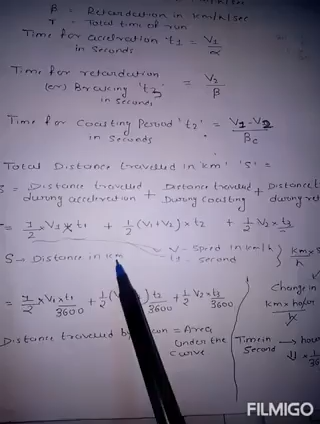 β = Retardation in km/h/sec
T = Total time of run
Time for accelration t1 = V1/α
in Seconds
Time for retardation
(or) Breaking 't3' = V2/β
in Seconds
Time for Coasting Period 't2' = V1-V2/βc
in Seconds
Total Distance travelled in km 'S' =
S = Distance travelled during acceleration + Distance travelled during Coasting + Distance t during ret
= 1/2 × V1 × t1 + 1/2 (V1+V2) × t2 + 1/2 V2 × t3
V - Speed in km/h
S → Distance in km
t - Second } km × s/h
Change in
= 1/2 × V1 × t1/3600 + 1/2 (V t2/3600 + 1/2 V2 × t3/3600
km × hour/h
Distance travelled by = Area
under the
Curve
Time in → hour
Second
FILMIGO